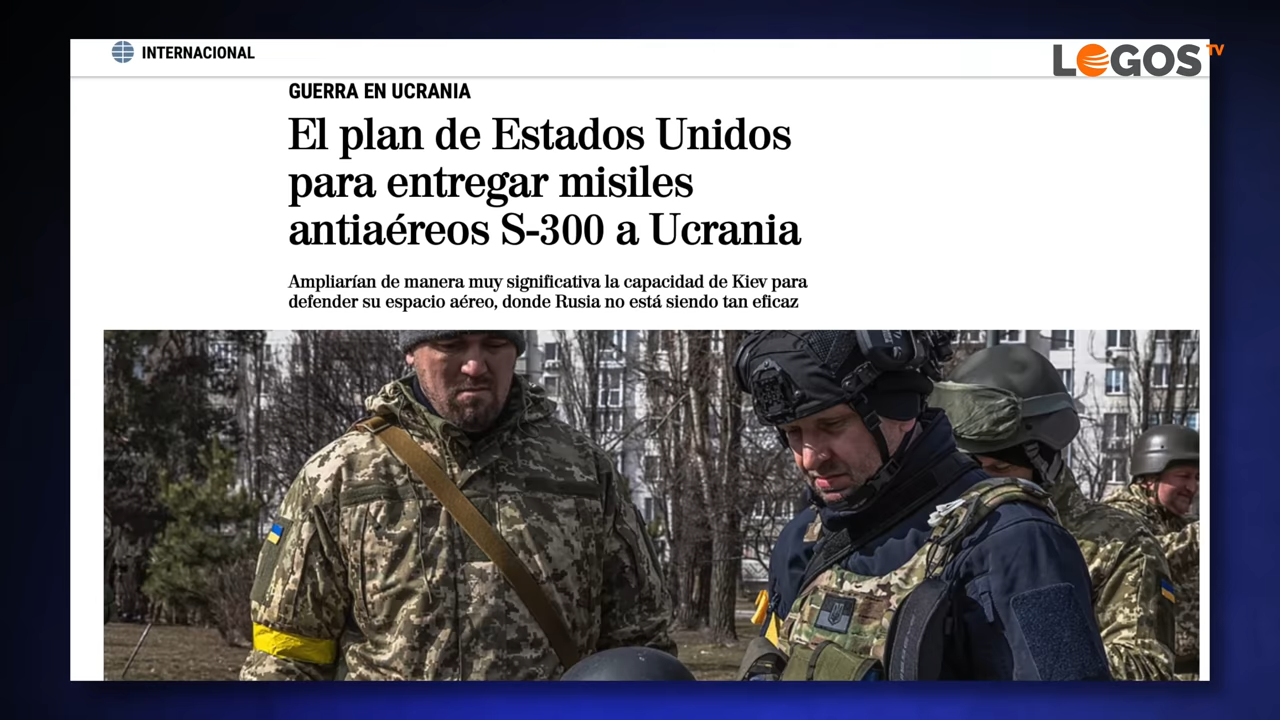 INTERNACIONAL
LOGOS TV
GUERRA EN UCRANIA
El plan de Estados Unidos
para entregar misiles
antiaéreos S-300 a Ucrania
Ampliarían de manera muy significativa la capacidad de Kiev para
defender su espacio aéreo, donde Rusia no está siendo tan eficaz